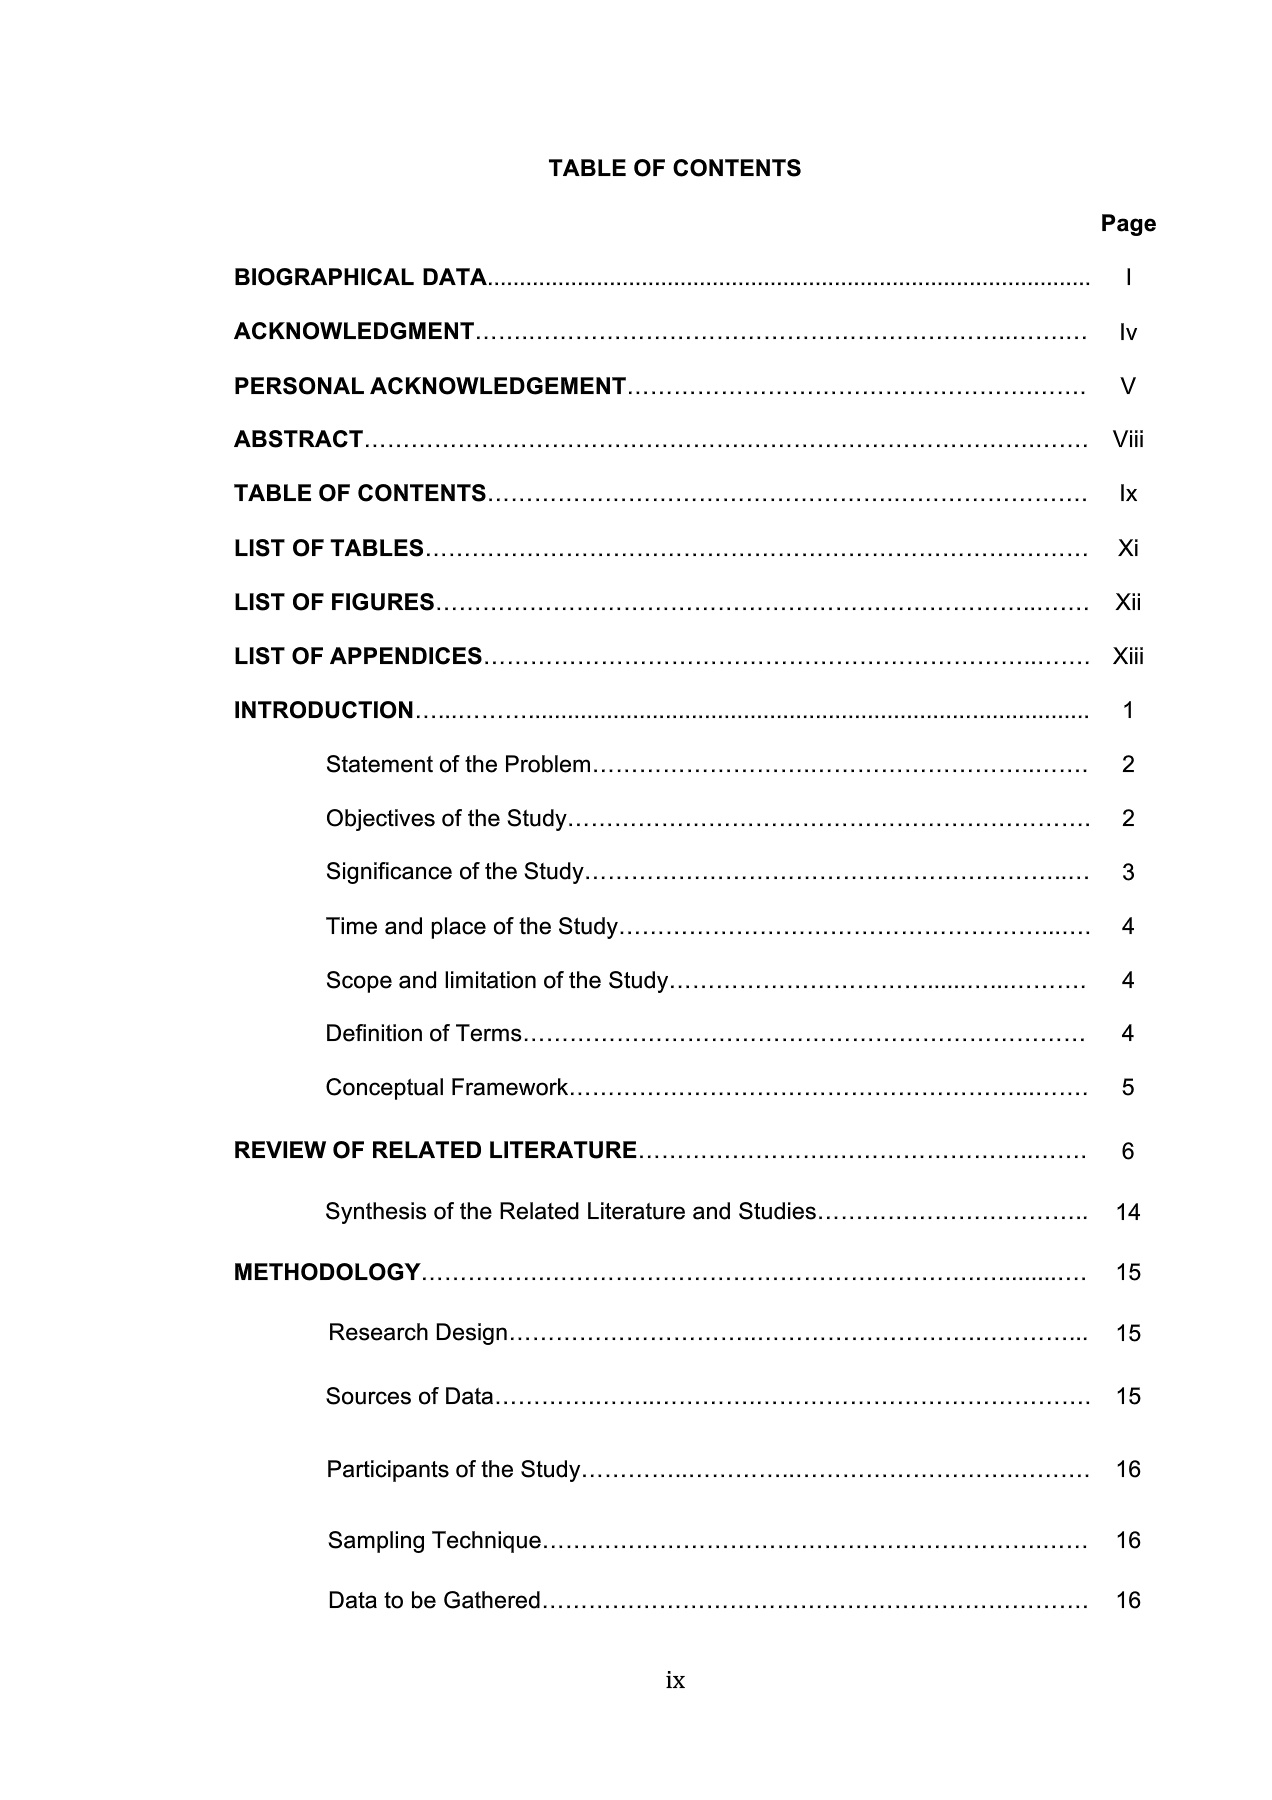 TABLE OF CONTENTS
Page
BIOGRAPHICAL DATA.............................................................................................. I
ACKNOWLEDGMENT…….……………………………………………………..…….… Iv
PERSONAL ACKNOWLEDGEMENT…………………………………………….…… V
ABSTRACT……………………………………………….……………………………….…… Viii
TABLE OF CONTENTS……….…………………………………….……………………. Ix
LIST OF TABLES………………………………………………………………….……… Xi
LIST OF FIGURES…………………………………………………………………..……. Xii
LIST OF APPENDICES……………………………………………………………..……. Xiii
INTRODUCTION…...………...................................................................................... 1
Statement of the Problem……………………….………………………..……. 2
Objectives of the Study…….…………………….……………………………. 2
Significance of the Study……………………………………………………..… 3
Time and place of the Study………………………………………………...…. 4
Scope and limitation of the Study……………………………......…..………. 4
Definition of Terms……………………………………………………………… 4
Conceptual Framework…………………………………………………...……. 5
REVIEW OF RELATED LITERATURE…………………….……………………..……. 6
Synthesis of the Related Literature and Studies…………………………….. 14
METHODOLOGY…………….……………………………………………….….........… 15
Research Design…………………………..……………………….…………... 15
Sources of Data………….……..………….……………………………………. 15
Participants of the Study…………..…………..……………………….………. 16
Sampling Technique……………………………………………………….…… 16
Data to be Gathered……………………………………………………………. 16
ix